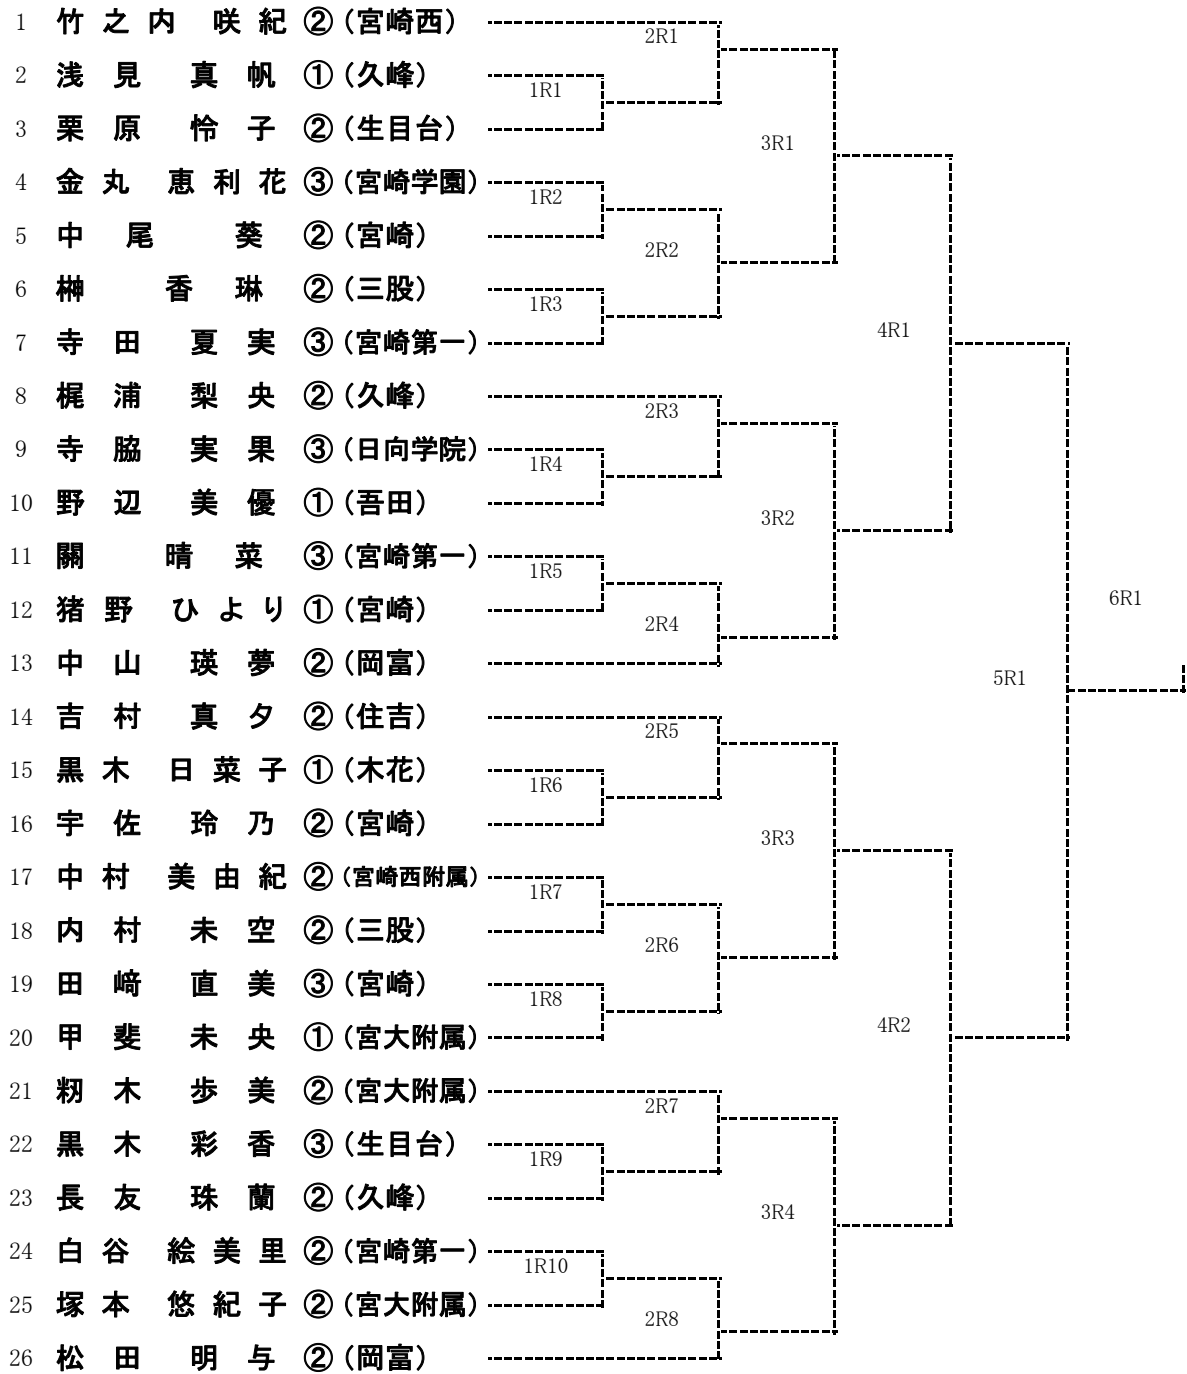 1 竹之内 咲紀 ② (宮崎西)
2R1
2 浅見 真帆 ① (久峰)
1R1
3 栗原 怜子 ② (生目台)
3R1
4 金丸 恵利花 ③ (宮崎学園)
1R2
5 中尾 葵 ② (宮崎)
2R2
6 榊 香琳 ② (三股)
1R3
4R1
7 寺田 夏実 ③ (宮崎第一)
8 梶浦 梨央 ② (久峰)
2R3
9 寺脇 実果 ③ (日向学院)
1R4
10 野辺 美優 ① (吾田)
3R2
11 關 晴菜 ③ (宮崎第一)
1R5
6R1
12 猪野 ひより ① (宮崎)
2R4
13 中山 瑛夢 ② (岡富)
5R1
14 吉村 真夕 ② (住吉)
2R5
15 黒木 日菜子 ① (木花)
1R6
16 宇佐 玲乃 ② (宮崎)
3R3
17 中村 美由紀 ② (宮崎西附属)
1R7
18 内村 未空 ② (三股)
2R6
19 田﨑 直美 ③ (宮崎)
1R8
4R2
20 甲斐 未央 ① (宮大附属)
21 籾木 歩美 ② (宮大附属)
2R7
22 黒木 彩香 ③ (生目台)
1R9
23 長友 珠蘭 ② (久峰)
3R4
24 白谷 絵美里 ② (宮崎第一)
1R10
25 塚本 悠紀子 ② (宮大附属)
2R8
26 松田 明与 ② (岡富)